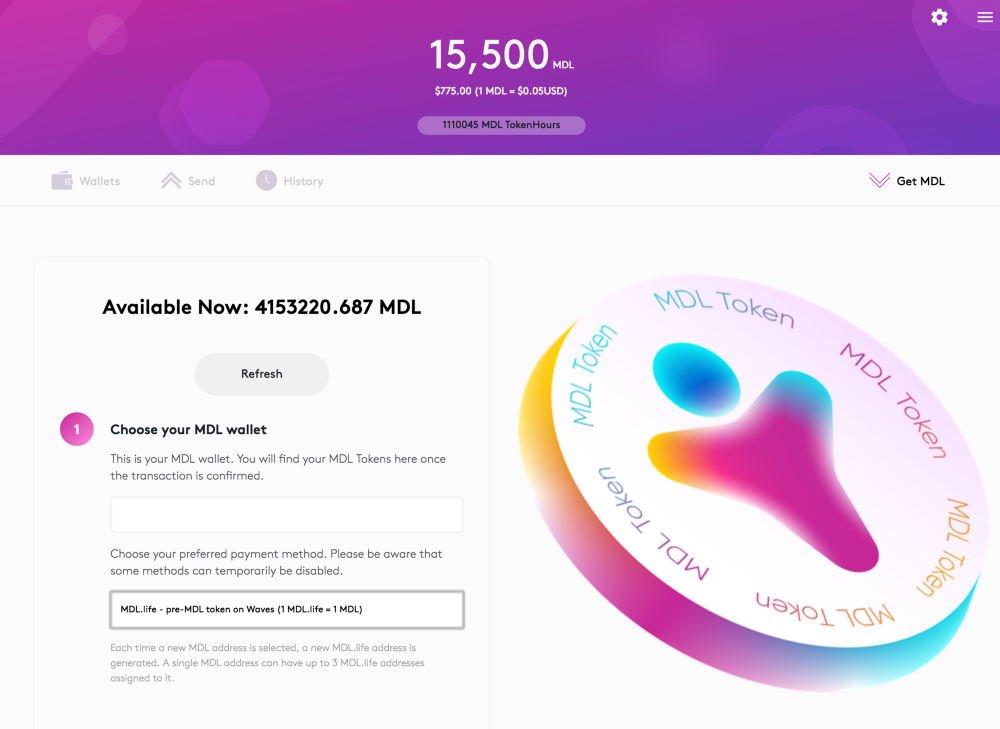 15,500 MDL
$775.00 (1 MDL = $0.05USD)
1110045 MDL TokenHours
Wallets
Send
History
Get MDL
Available Now: 4153220.687 MDL
Refresh
1
Choose your MDL wallet
This is your MDL wallet. You will find your MDL Tokens here once
the transaction is confirmed.
Choose your preferred payment method. Please be aware that
some methods can temporarily be disabled.
MDL.life - pre-MDL token on Waves (1 MDL.life = 1 MDL)
Each time a new MDL address is selected, a new MDL.life address is
generated. A single MDL address can have up to 3 MDL.life addresses
assigned to it.
MDL Token
MDL Token
MDL Token
MDL Token
MDL Token
MDL Token